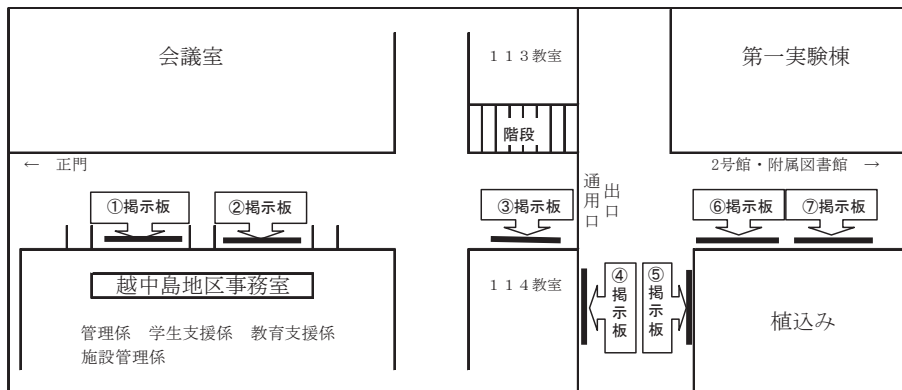 会議室
113教室
第一実験棟
階段
← 正門
2号館・附属図書館 →
①掲示板
②掲示板
③掲示板
通用口
出口
⑥掲示板
⑦掲示板
越中島地区事務室
114教室
④掲示板
⑤掲示板
植込み
管理係 学生支援係 教育支援係
施設管理係